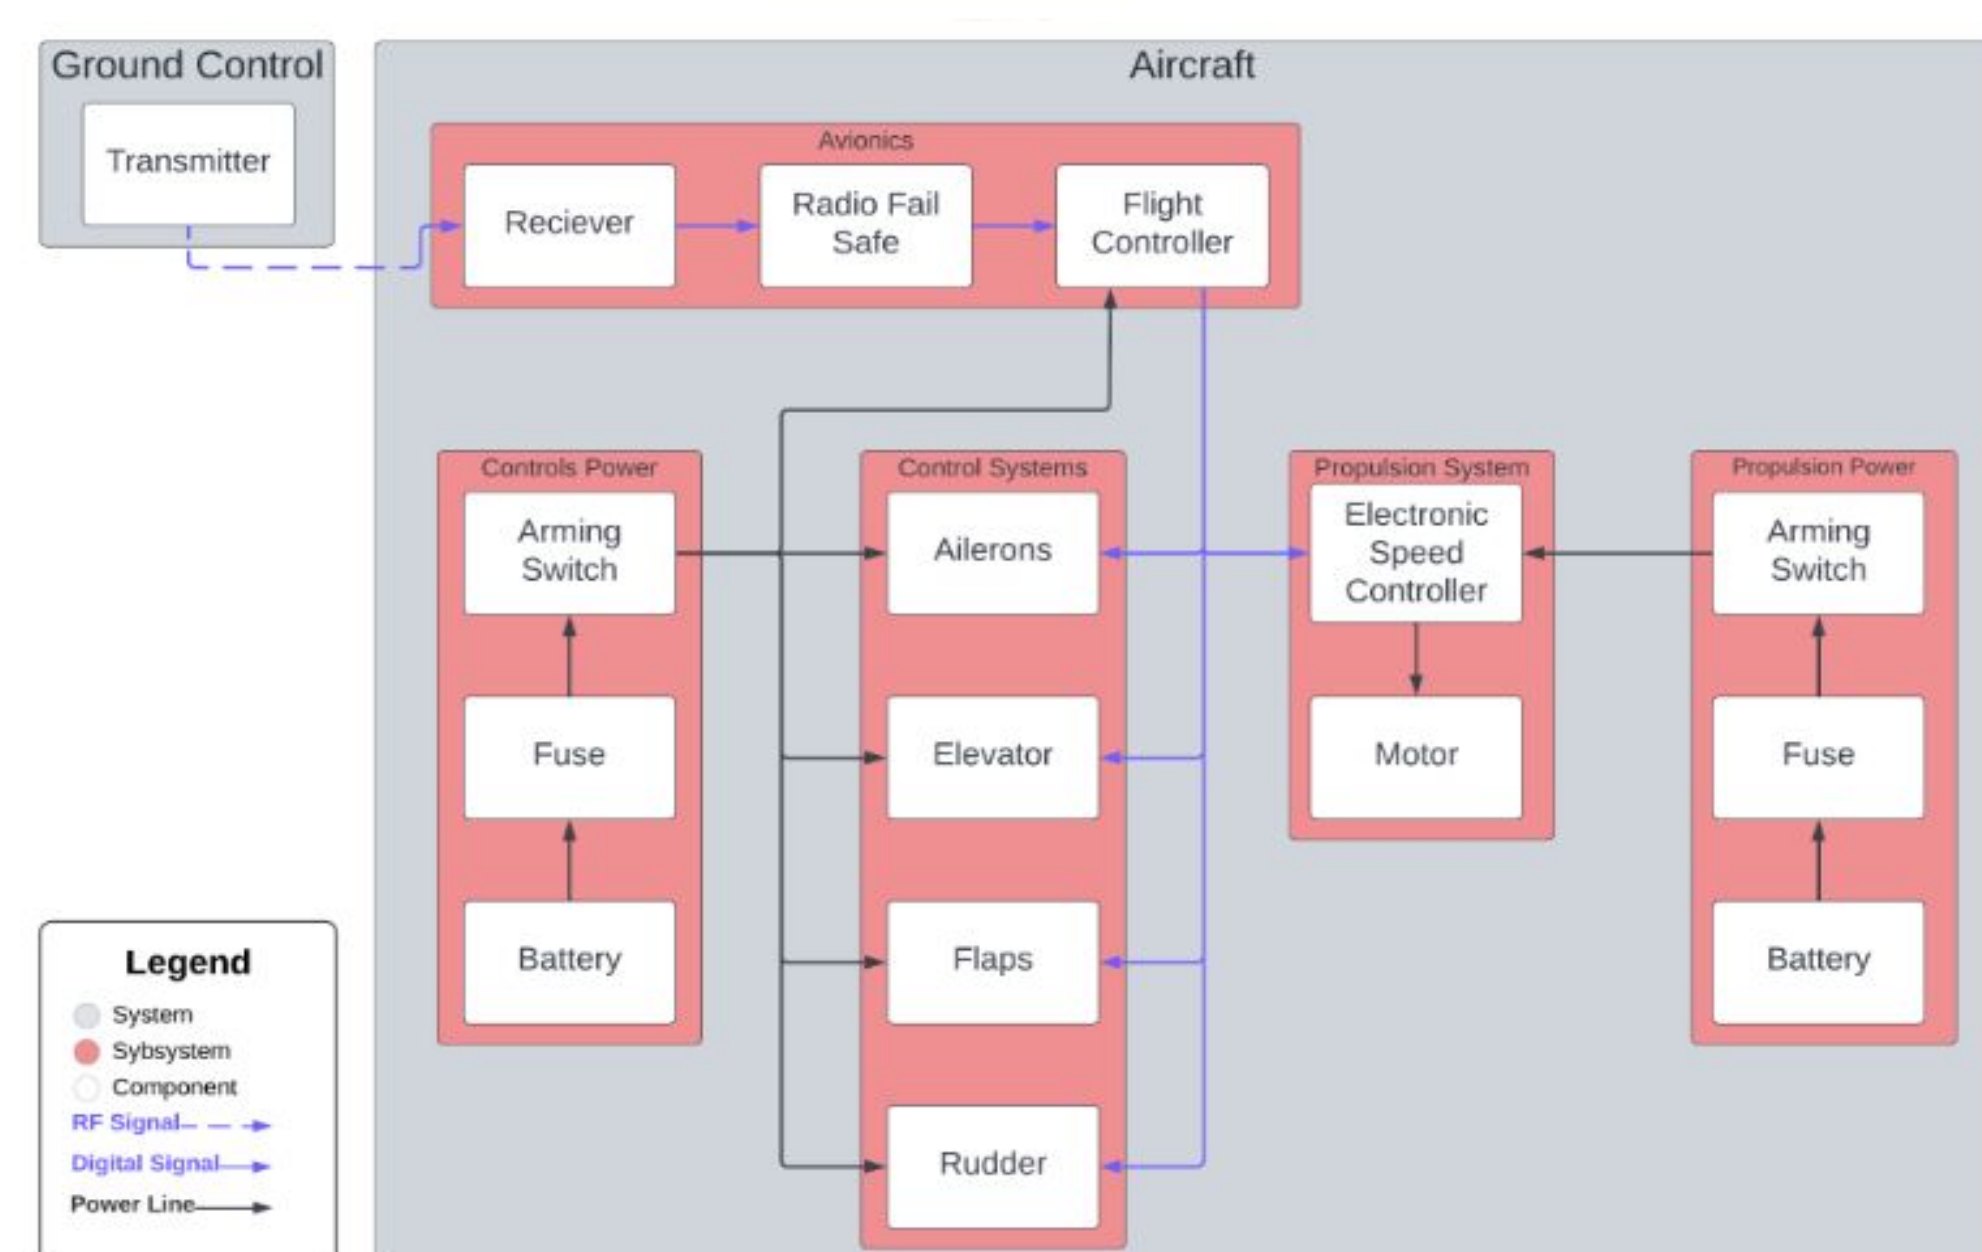 Ground Control
Transmitter
Aircraft
Avionics
Reciever
Radio Fail
Safe
Flight
Controller
Controls Power
Arming
Switch
Fuse
Battery
Control Systems
Ailerons
Elevator
Flaps
Rudder
Propulsion System
Electronic
Speed
Controller
Motor
Propulsion Power
Arming
Switch
Fuse
Battery
Legend
System
Sybsystem
Component
RF Signal
Digital Signal
Power Line